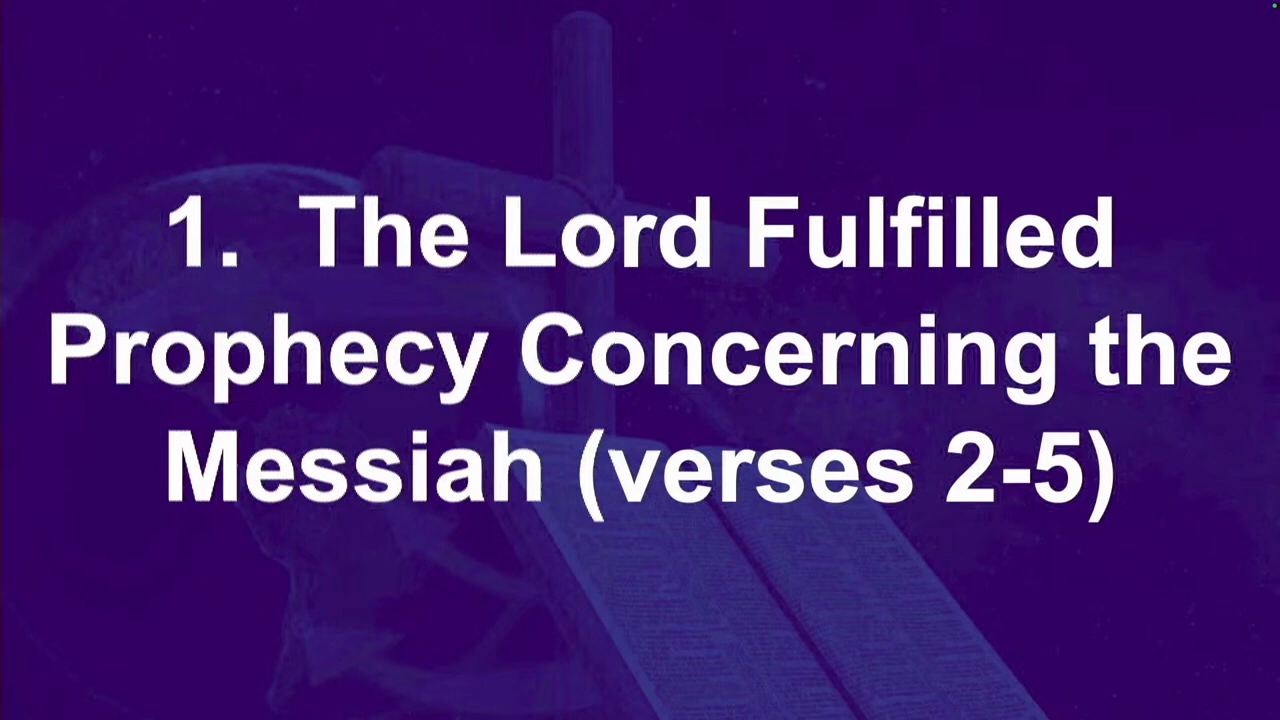 1.  The Lord Fulfilled
Prophecy Concerning the
Messiah (verses 2-5)